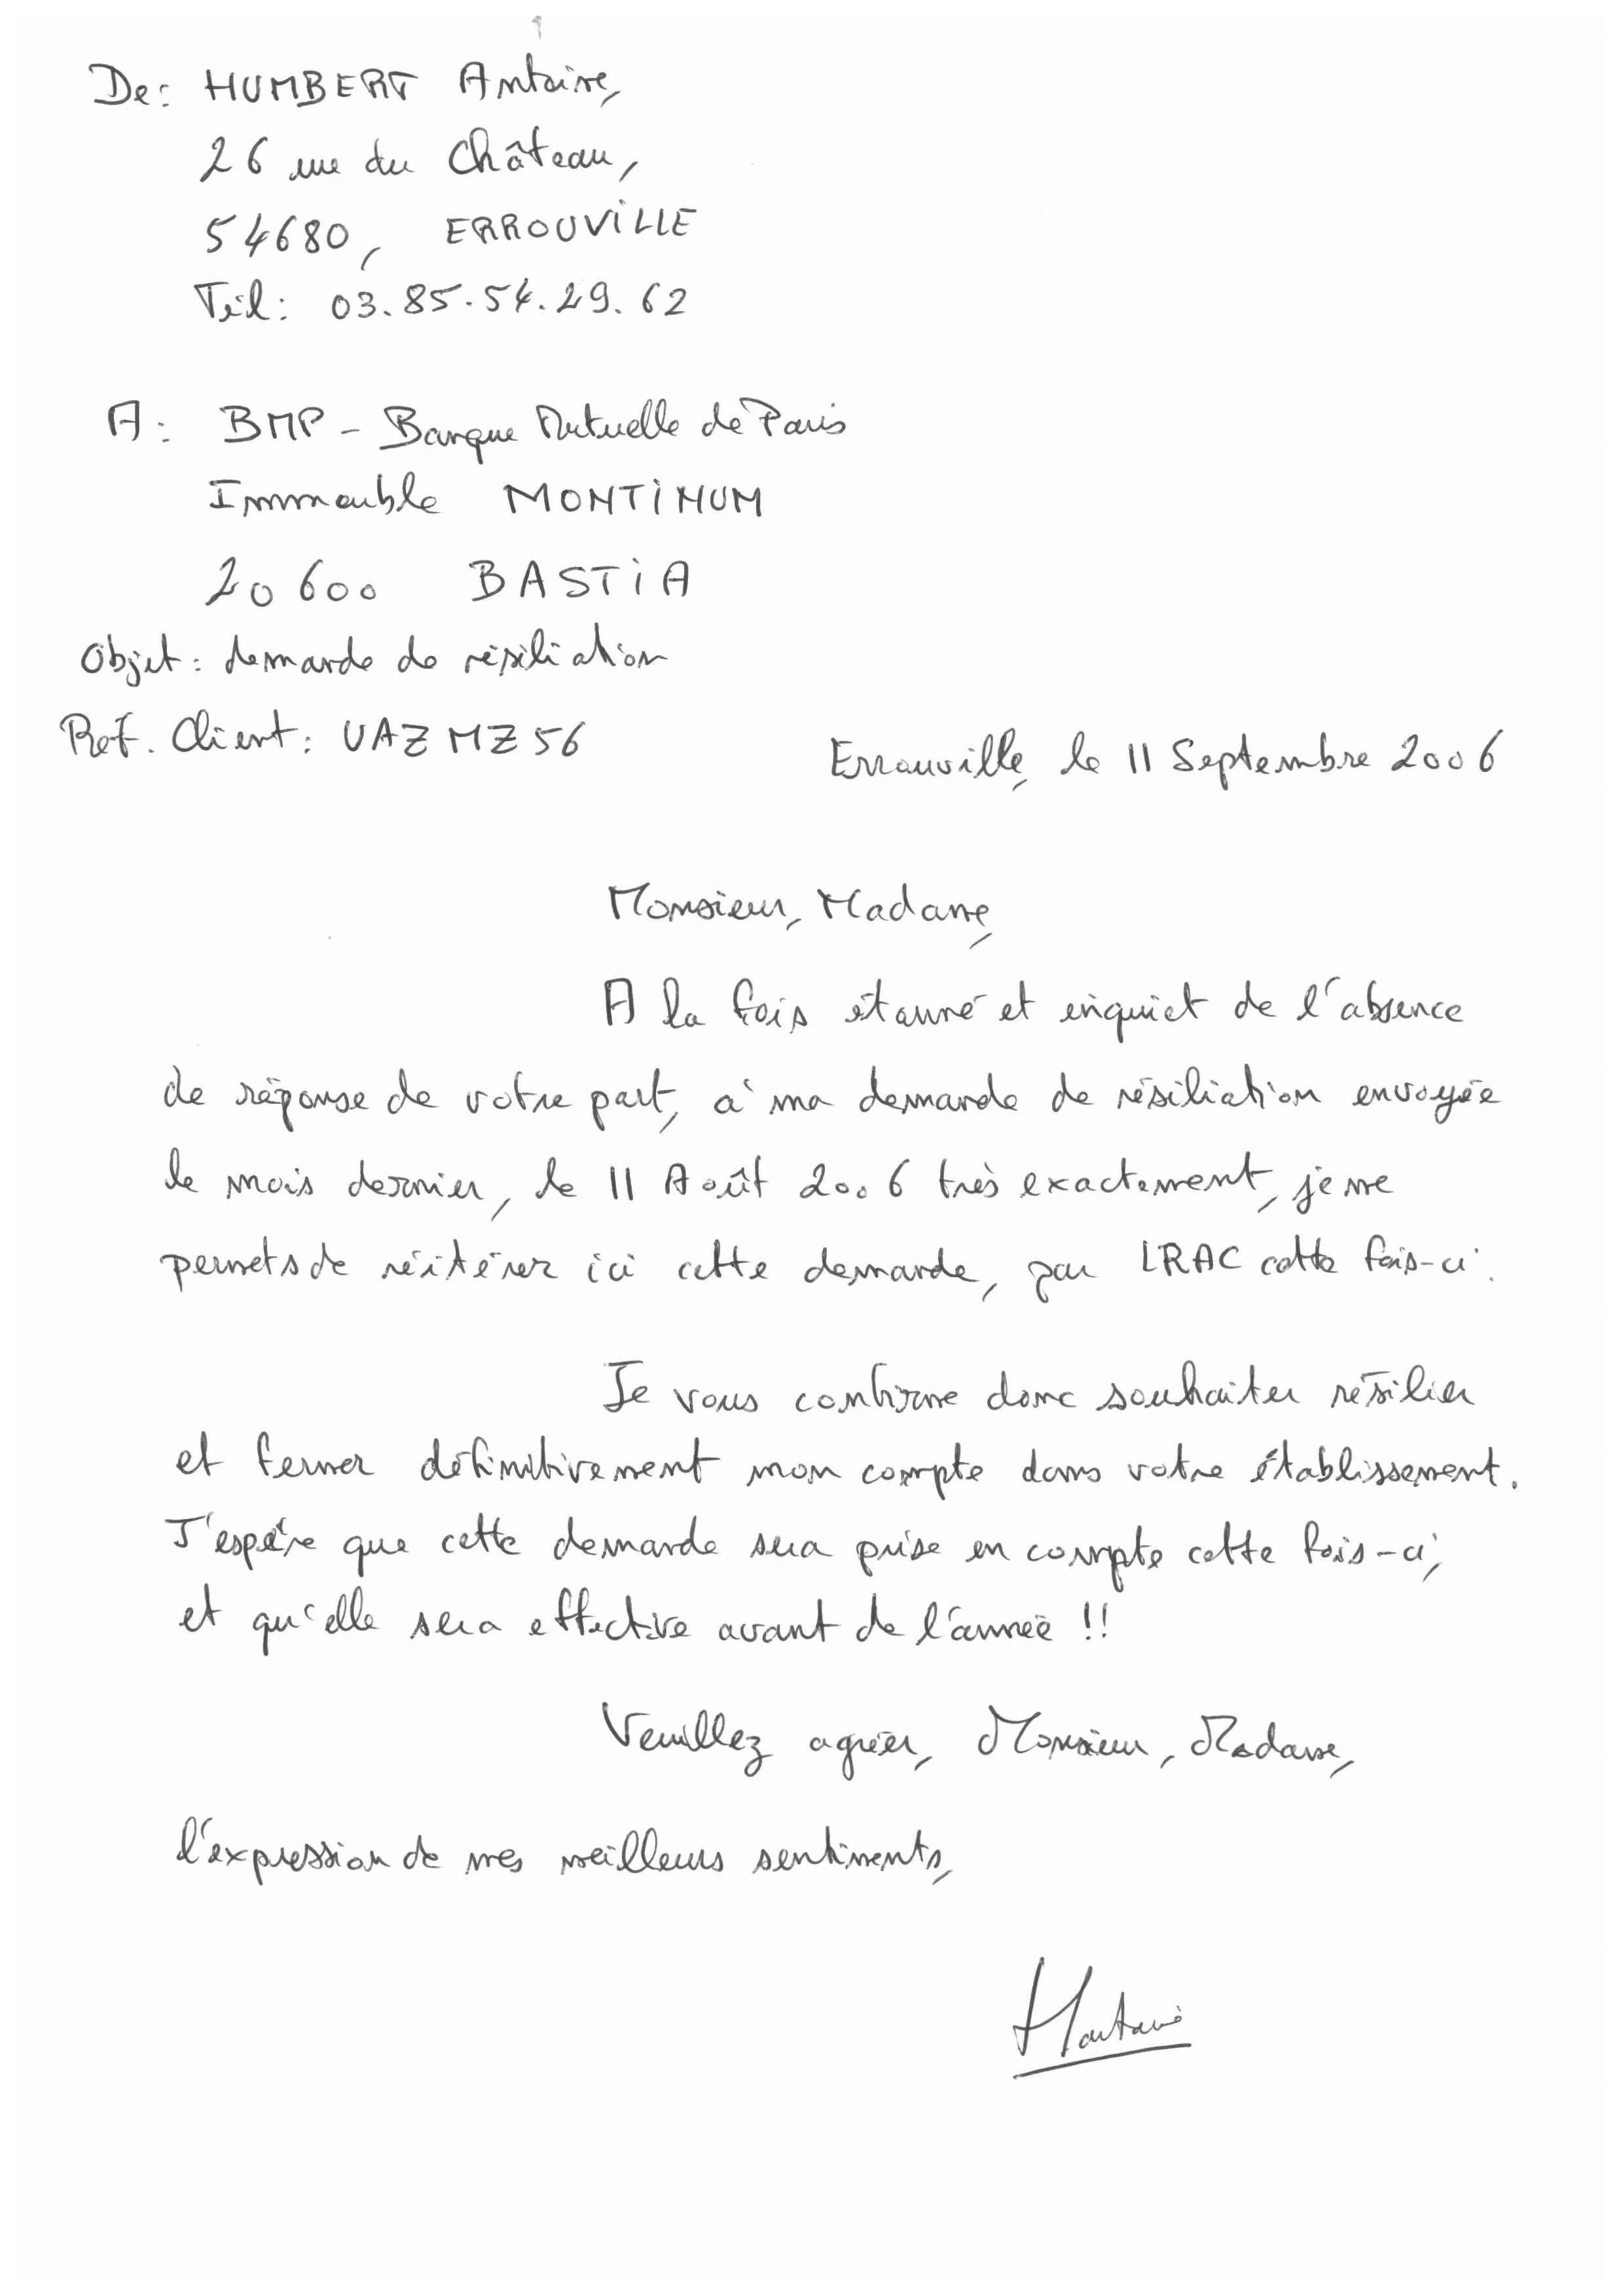 De: HUMBERT Antoine,
26 rue du Château,
54680, ERROUVILLE
Tél: 03.85.54.29.62
A: BMP - Banque Mutuelle de Paris
Immeuble MONTINUM
20600 BASTIA
Objet: demande de résiliation
Ref. Client: UAZMZ56
Errouville, le 11 Septembre 2006
Monsieur, Madame,
A la fois étonné et inquiet de l'absence
de réponse de votre part, à ma demande de résiliation envoyée
le mois dernier, le 11 Août 2006 très exactement, je me
permets de réitérer ici cette demande, par LRAC cette fois-ci.
Je vous confirme donc souhaiter résilier
et fermer définitivement mon compte dans votre établissement.
J'espère que cette demande sera prise en compte cette fois-ci,
et qu'elle sera effective avant de l'année !!
Veuillez agréer, Monsieur, Madame,
l'expression de mes meilleurs sentiments,